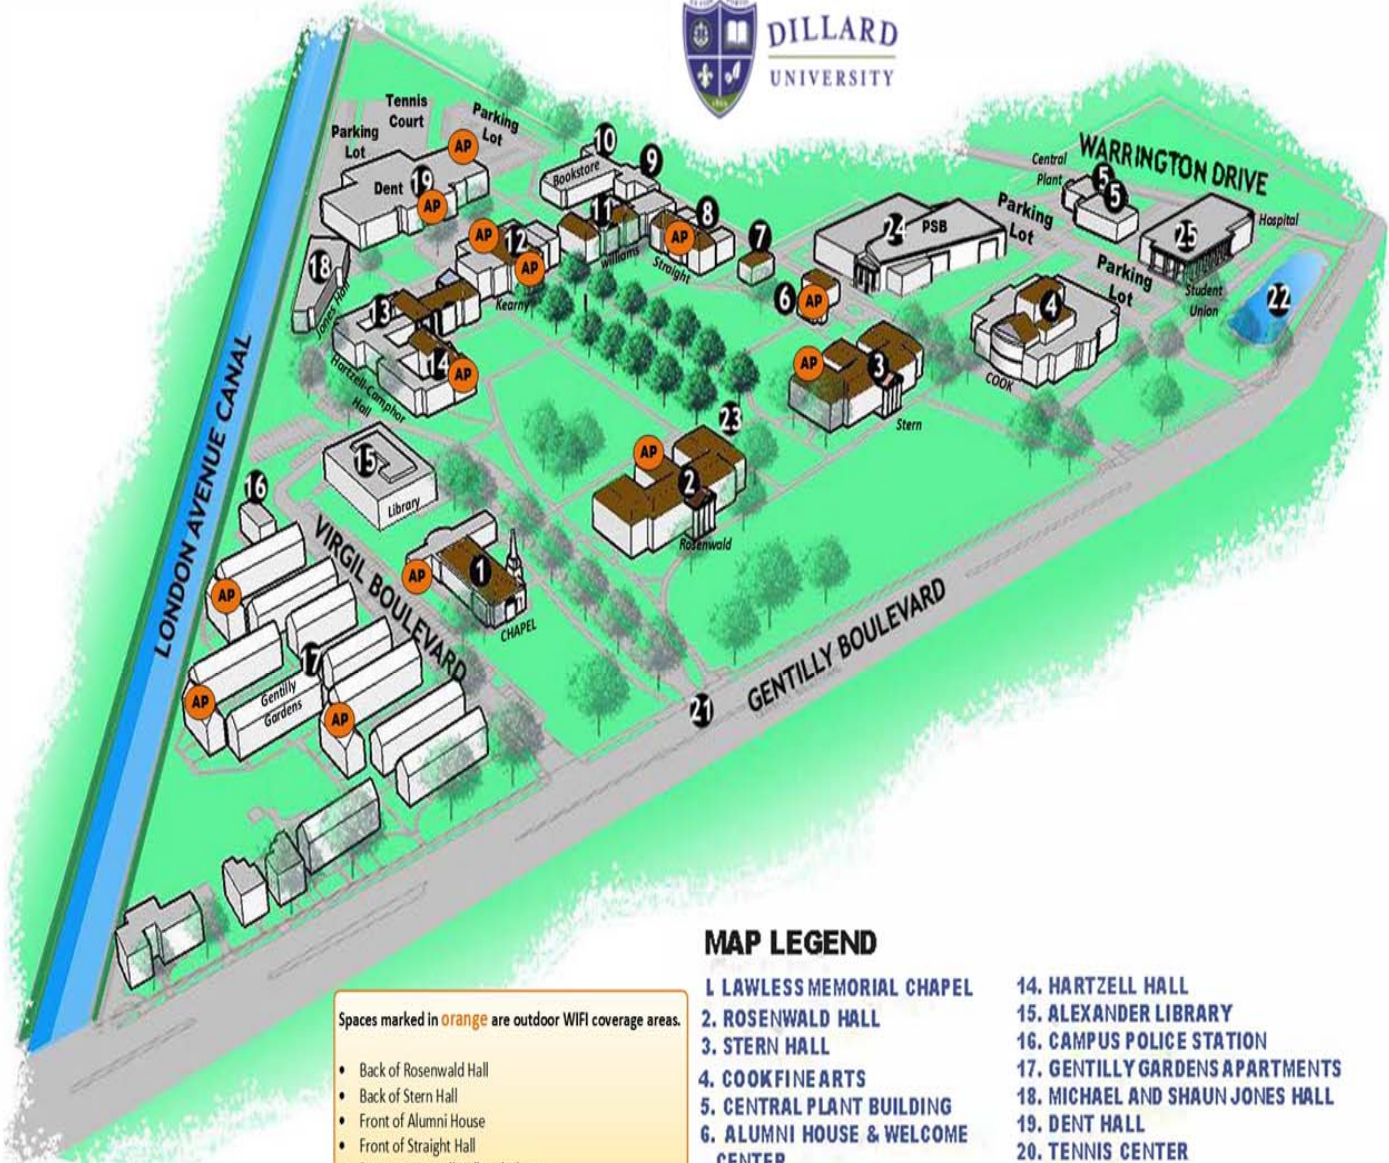 DILLARD
UNIVERSITY
Tennis
Court
Parking
Lot
Parking
Lot
AP
10
9
Bookstore
Dent
19
AP
11
8
Williams
AP
Straight
7
AP
12
AP
Kearny
18
Jones Hall
13
14
AP
Hartzell-Camphor
Hall
24
PSB
6
AP
Central
Plant
5
5
WARRINGTON DRIVE
Parking
Lot
25
Hospital
Student
Union
Parking
Lot
22
4
COOK
AP
3
Stern
23
AP
2
Rosenwald
15
Library
16
LONDON AVENUE CANAL
VIRGIL BOULEVARD
AP
1
CHAPEL
AP
17
Gentilly
Gardens
AP
AP
21
GENTILLY BOULEVARD
Spaces marked in orange are outdoor WIFI coverage areas.
• Back of Rosenwald Hall
• Back of Stern Hall
• Front of Alumni House
• Front of Straight Hall
MAP LEGEND
1. LAWLESS MEMORIAL CHAPEL
2. ROSENWALD HALL
3. STERN HALL
4. COOK FINE ARTS
5. CENTRAL PLANT BUILDING
6. ALUMNI HOUSE & WELCOME
CENTER
14. HARTZELL HALL
15. ALEXANDER LIBRARY
16. CAMPUS POLICE STATION
17. GENTILLY GARDENS APARTMENTS
18. MICHAEL AND SHAUN JONES HALL
19. DENT HALL
20. TENNIS CENTER